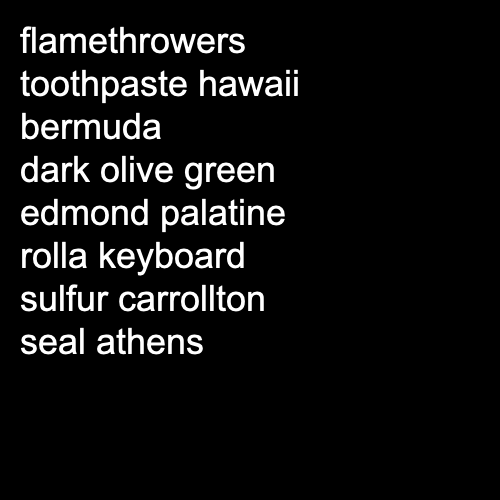 flamethrowers
toothpaste hawaii
bermuda
dark olive green
edmond palatine
rolla keyboard
sulfur carrollton
seal athens